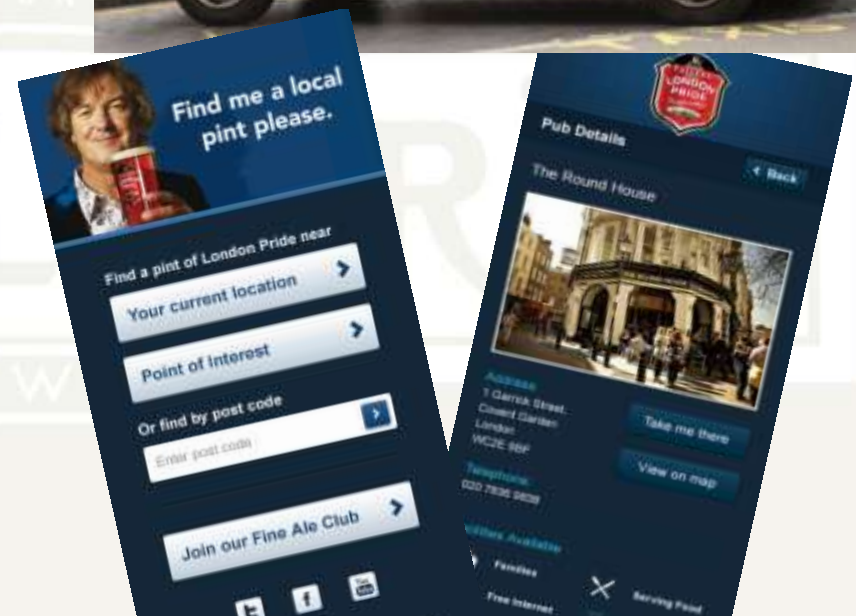 Find me a local
pint please.
Find a pint of London Pride near
Your current location
Point of Interest
Or find by post code
Enter post code
Join our Fine Ale Club
You
Tube
LONDON
PRIDE
Pub Details
Back
The Round House
Address
1 Garrick Street,
Covent Garden
London
WC2E 9BF
Telephone
020 7836 9838
Take me there
View on map
Available
Families
Serving Food
Free Internet